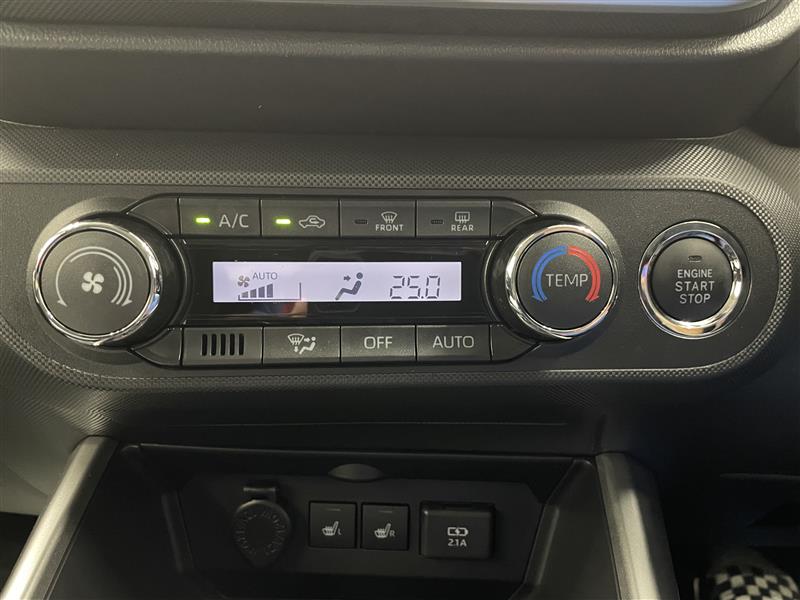 A/C
FRONT
REAR
AUTO
25.0
TEMP
ENGINE
START
STOP
OFF
AUTO
L
R
2.1A